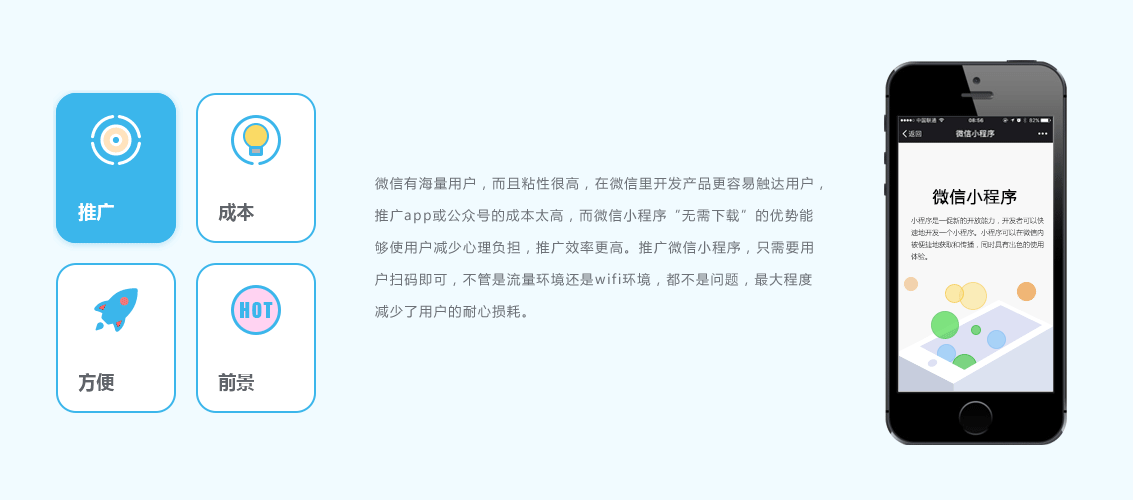 推广
成本
方便
HOT
前景
微信有海量用户，而且粘性很高，在微信里开发产品更容易触达用户，
推广app或公众号的成本太高，而微信小程序“无需下载”的优势能
够使用户减少心理负担，推广效率更高。推广微信小程序，只需要用
户扫码即可，不管是流量环境还是wifi环境，都不是问题，最大程度
减少了用户的耐心损耗。
中国联通 08:56 82%
返回 微信小程序 •••
微信小程序
小程序是一促新的开放能力，开发者可以快
速地开发一个小程序。小程序可以在微信内
被便捷地获取和传播，同时具有出色的使用
体验。